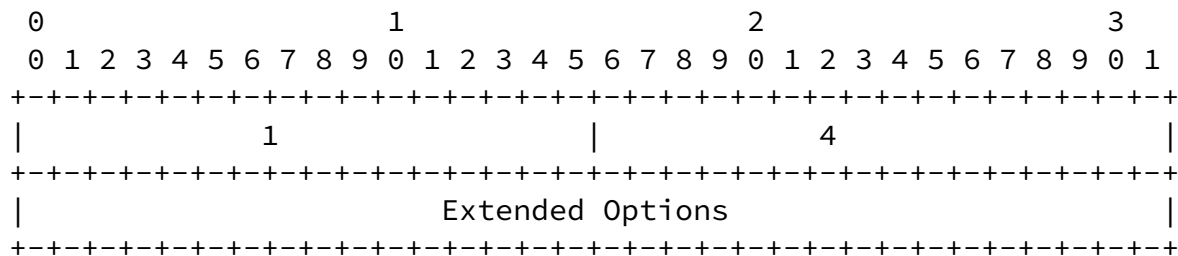 0                   1                   2                   3
 0 1 2 3 4 5 6 7 8 9 0 1 2 3 4 5 6 7 8 9 0 1 2 3 4 5 6 7 8 9 0 1
+-+-+-+-+-+-+-+-+-+-+-+-+-+-+-+-+-+-+-+-+-+-+-+-+-+-+-+-+-+-+-+-+
|             1                 |            4                  |
+-+-+-+-+-+-+-+-+-+-+-+-+-+-+-+-+-+-+-+-+-+-+-+-+-+-+-+-+-+-+-+-+
|                       Extended Options                        |
+-+-+-+-+-+-+-+-+-+-+-+-+-+-+-+-+-+-+-+-+-+-+-+-+-+-+-+-+-+-+-+-+